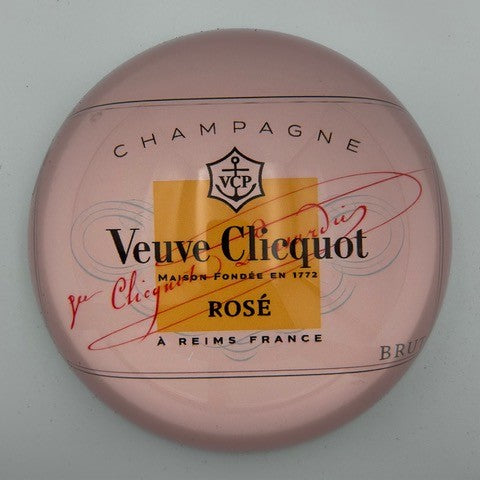 CHAMPAGNE
VCP
Veuve Clicquot
MAISON FONDÉE EN 1772
ROSÉ
À REIMS FRANCE
BRUT